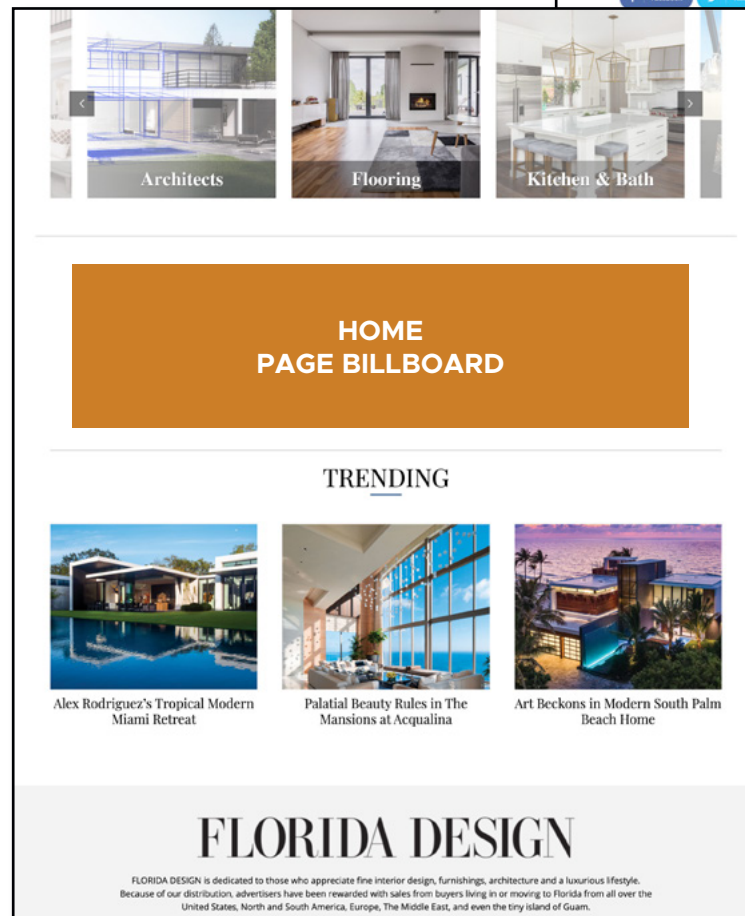 Architects
Flooring
Kitchen & Bath
HOME
PAGE BILLBOARD
TRENDING
Alex Rodriguez's Tropical Modern
Miami Retreat
Palatial Beauty Rules in The
Mansions at Acqualina
Art Beckons in Modern South Palm
Beach Home
FLORIDA DESIGN
FLORIDA DESIGN is dedicated to those who appreciate fine interior design, furnishings, architecture and a luxurious lifestyle.
Because of our distribution, advertisers have been rewarded with sales from buyers living in or moving to Florida from all over the
United States, North and South America, Europe, The Middle East, and even the tiny island of Guam.